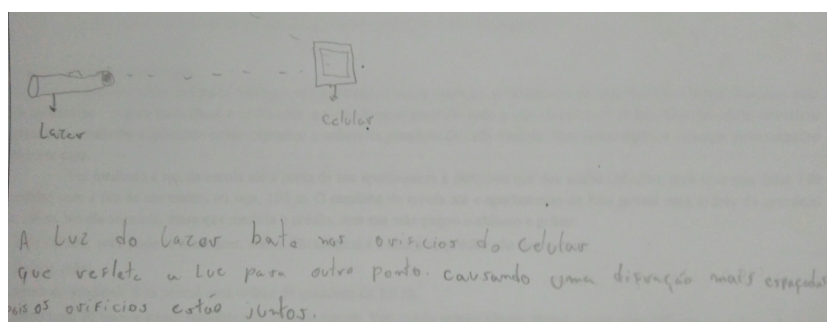 Lazer
Celular
A Luz do Lazer bate nos orificios do celular
que reflete a Luz para outro ponto. causando uma difração mais espaçada
pois os orificios estão juntos.